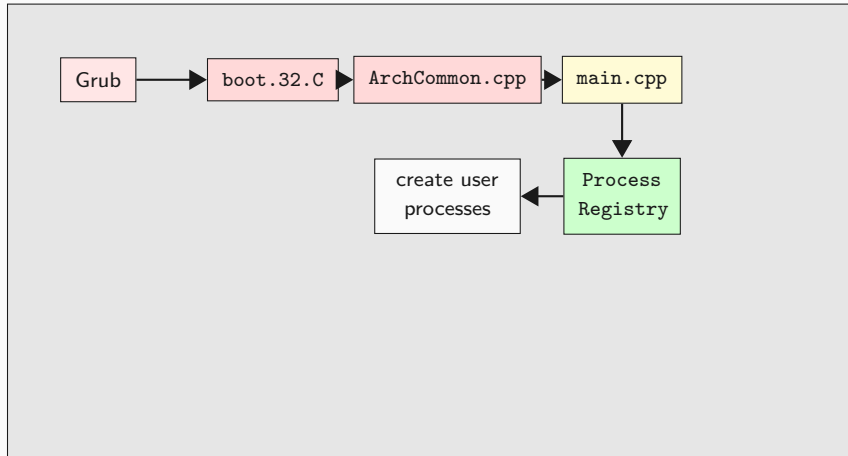 Grub
boot.32.C
ArchCommon.cpp
main.cpp
create user
processes
Process
Registry